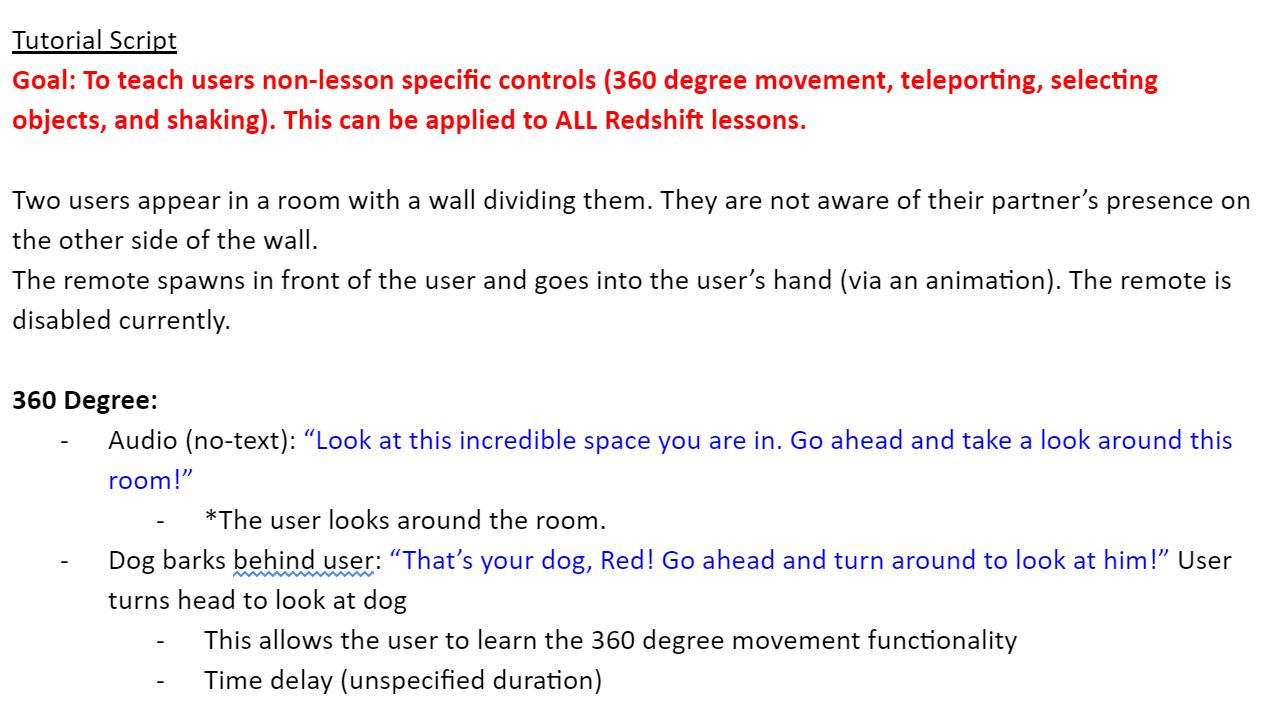 Tutorial Script
Goal: To teach users non-lesson specific controls (360 degree movement, teleporting, selecting
objects, and shaking). This can be applied to ALL Redshift lessons.
Two users appear in a room with a wall dividing them. They are not aware of their partner’s presence on
the other side of the wall.
The remote spawns in front of the user and goes into the user’s hand (via an animation). The remote is
disabled currently.
360 Degree:
- Audio (no-text): “Look at this incredible space you are in. Go ahead and take a look around this
room!”
- *The user looks around the room.
- Dog barks behind user: “That’s your dog, Red! Go ahead and turn around to look at him!” User
turns head to look at dog
- This allows the user to learn the 360 degree movement functionality
- Time delay (unspecified duration)